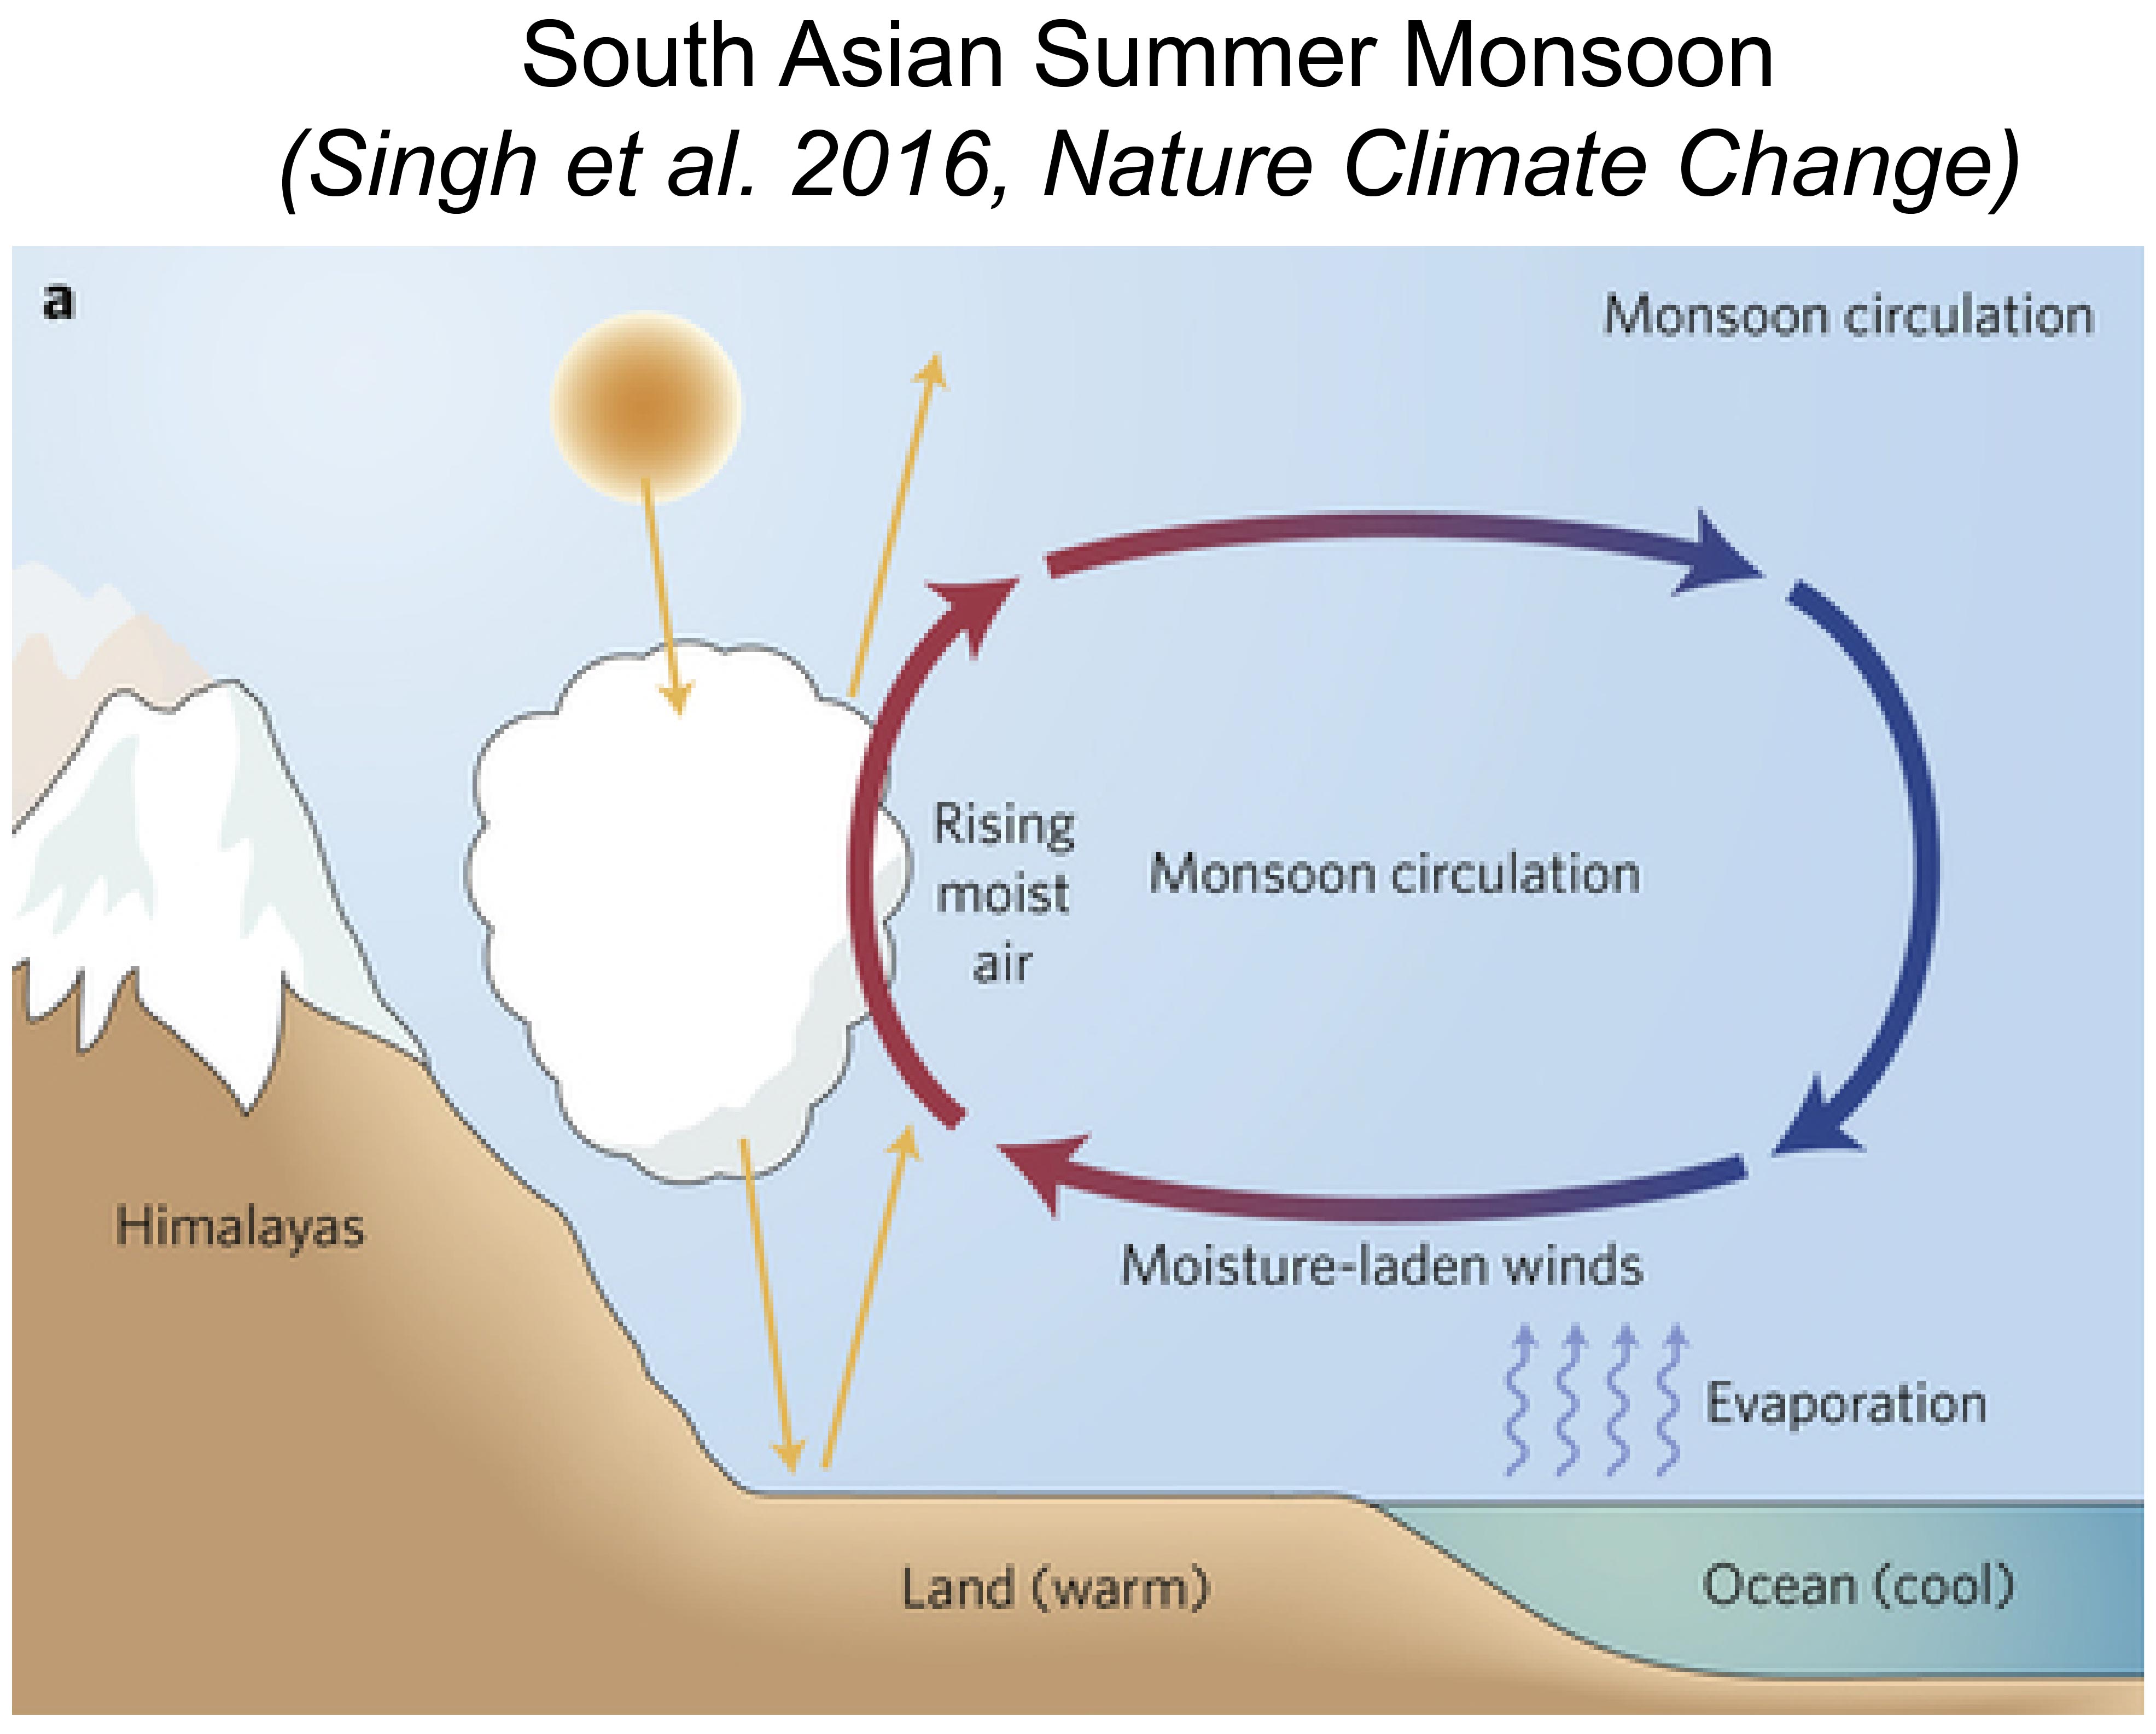 South Asian Summer Monsoon
(Singh et al. 2016, Nature Climate Change)
a
Monsoon circulation
Rising
moist
air
Monsoon circulation
Himalayas
Moisture-laden winds
Evaporation
Land (warm)
Ocean (cool)